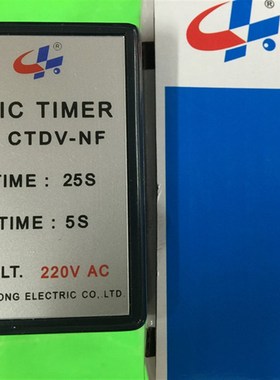 ®
®
IC TIMER
CTDV-NF
TIME : 25S
TIME : 5S
LT. 220V AC
ONG ELECTRIC CO., LTD